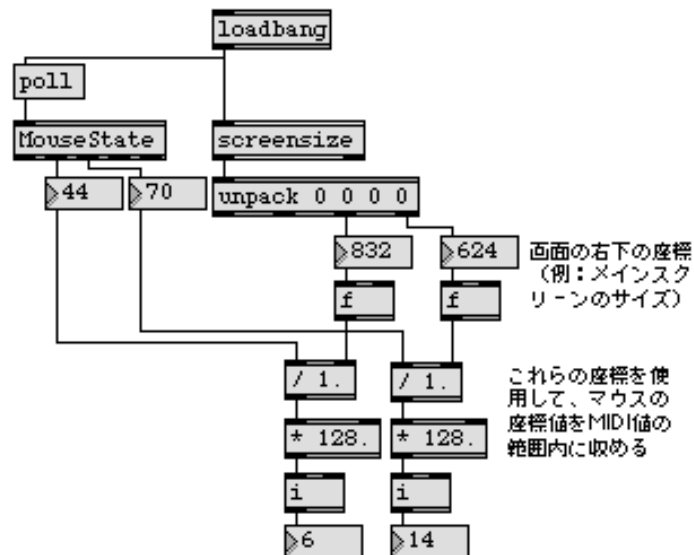 loadbang
poll
MouseState
screensize
44
70
unpack 0 0 0 0
832
624
画面の右下の座標
（例：メインスク
リーンのサイズ）
f
f
/ 1.
/ 1.
これらの座標を使
用して、マウスの
座標値をMIDI値の
範囲内に収める
* 128.
* 128.
i
i
6
14